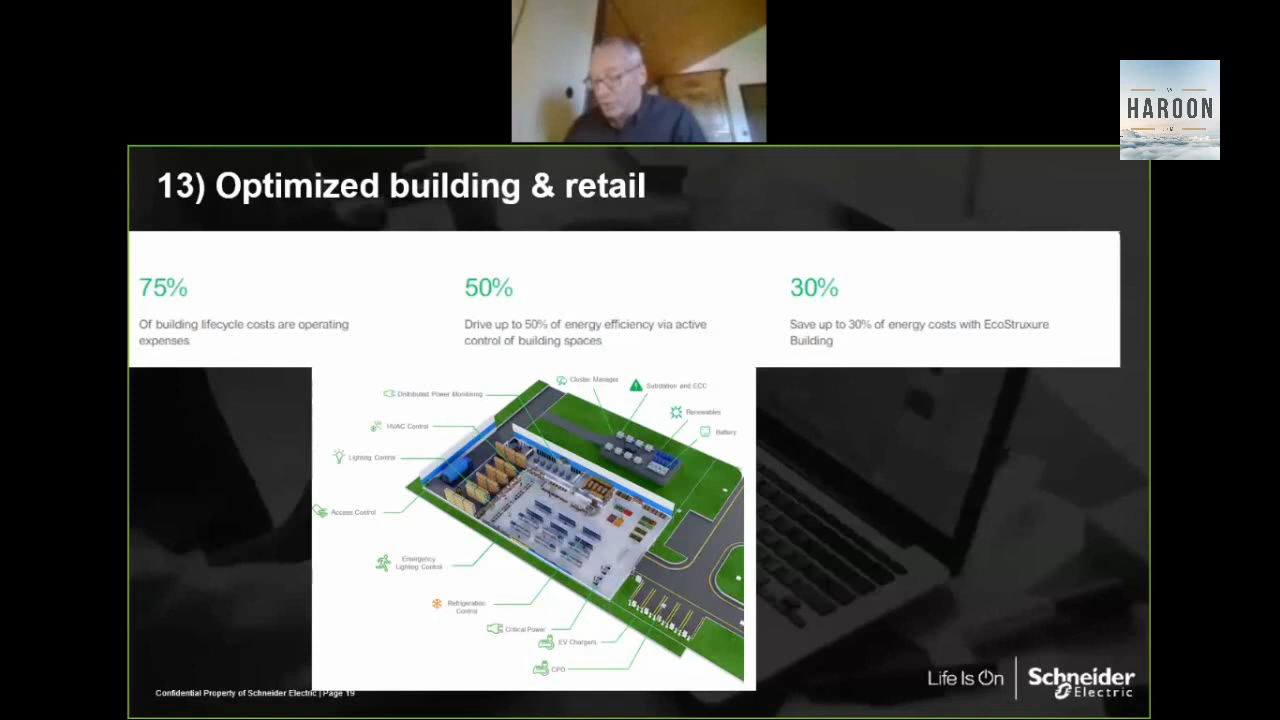 HAROON
13) Optimized building & retail
75%
50%
30%
Of building lifecycle costs are operating
expenses
Drive up to 50% of energy efficiency via active
control of building spaces
Save up to 30% of energy costs with EcoStruxure
Building
Cluster Manager
Substation and ECC
Distributed Power Monitoring
Renewables
HVAC Control
Battery
Lighting Control
Access Control
Emergency
Lighting Control
Refrigeration
Control
Critical Power
EV Chargers
CPO
Confidential Property of Schneider Electric | Page 19
Life Is On
Schneider
Electric